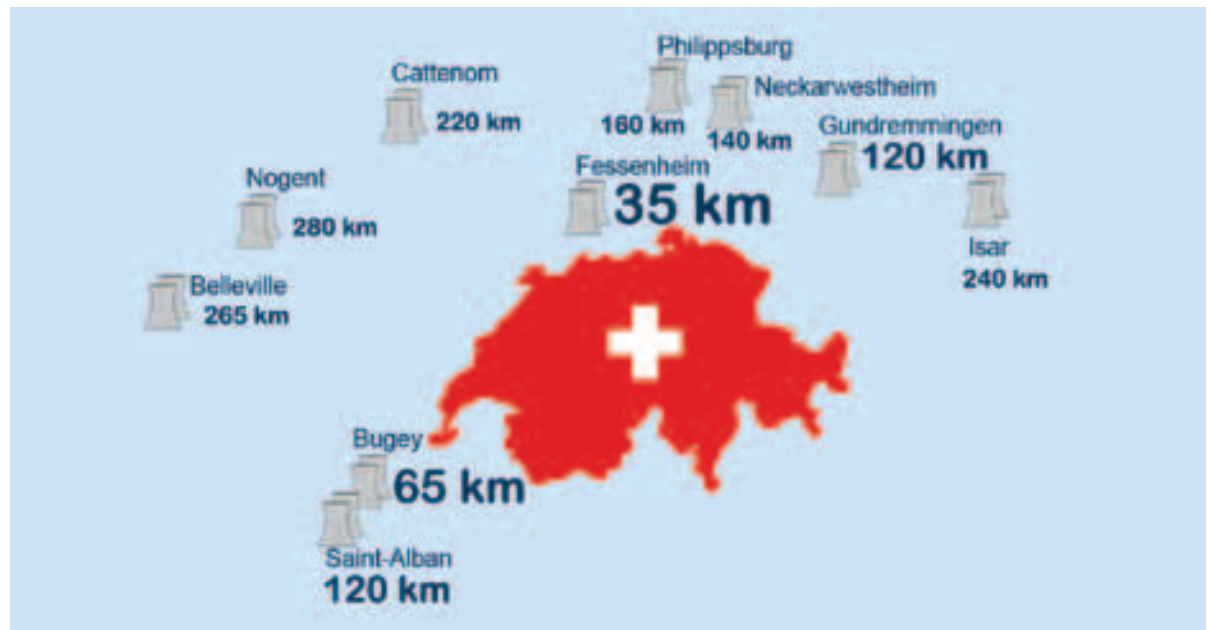 Philippsburg
Cattenom
Neckarwestheim
220 km
160 km
140 km
Gundremmingen
120 km
Fessenheim
35 km
Nogent
280 km
Isar
240 km
Belleville
265 km
Bugey
65 km
Saint-Alban
120 km